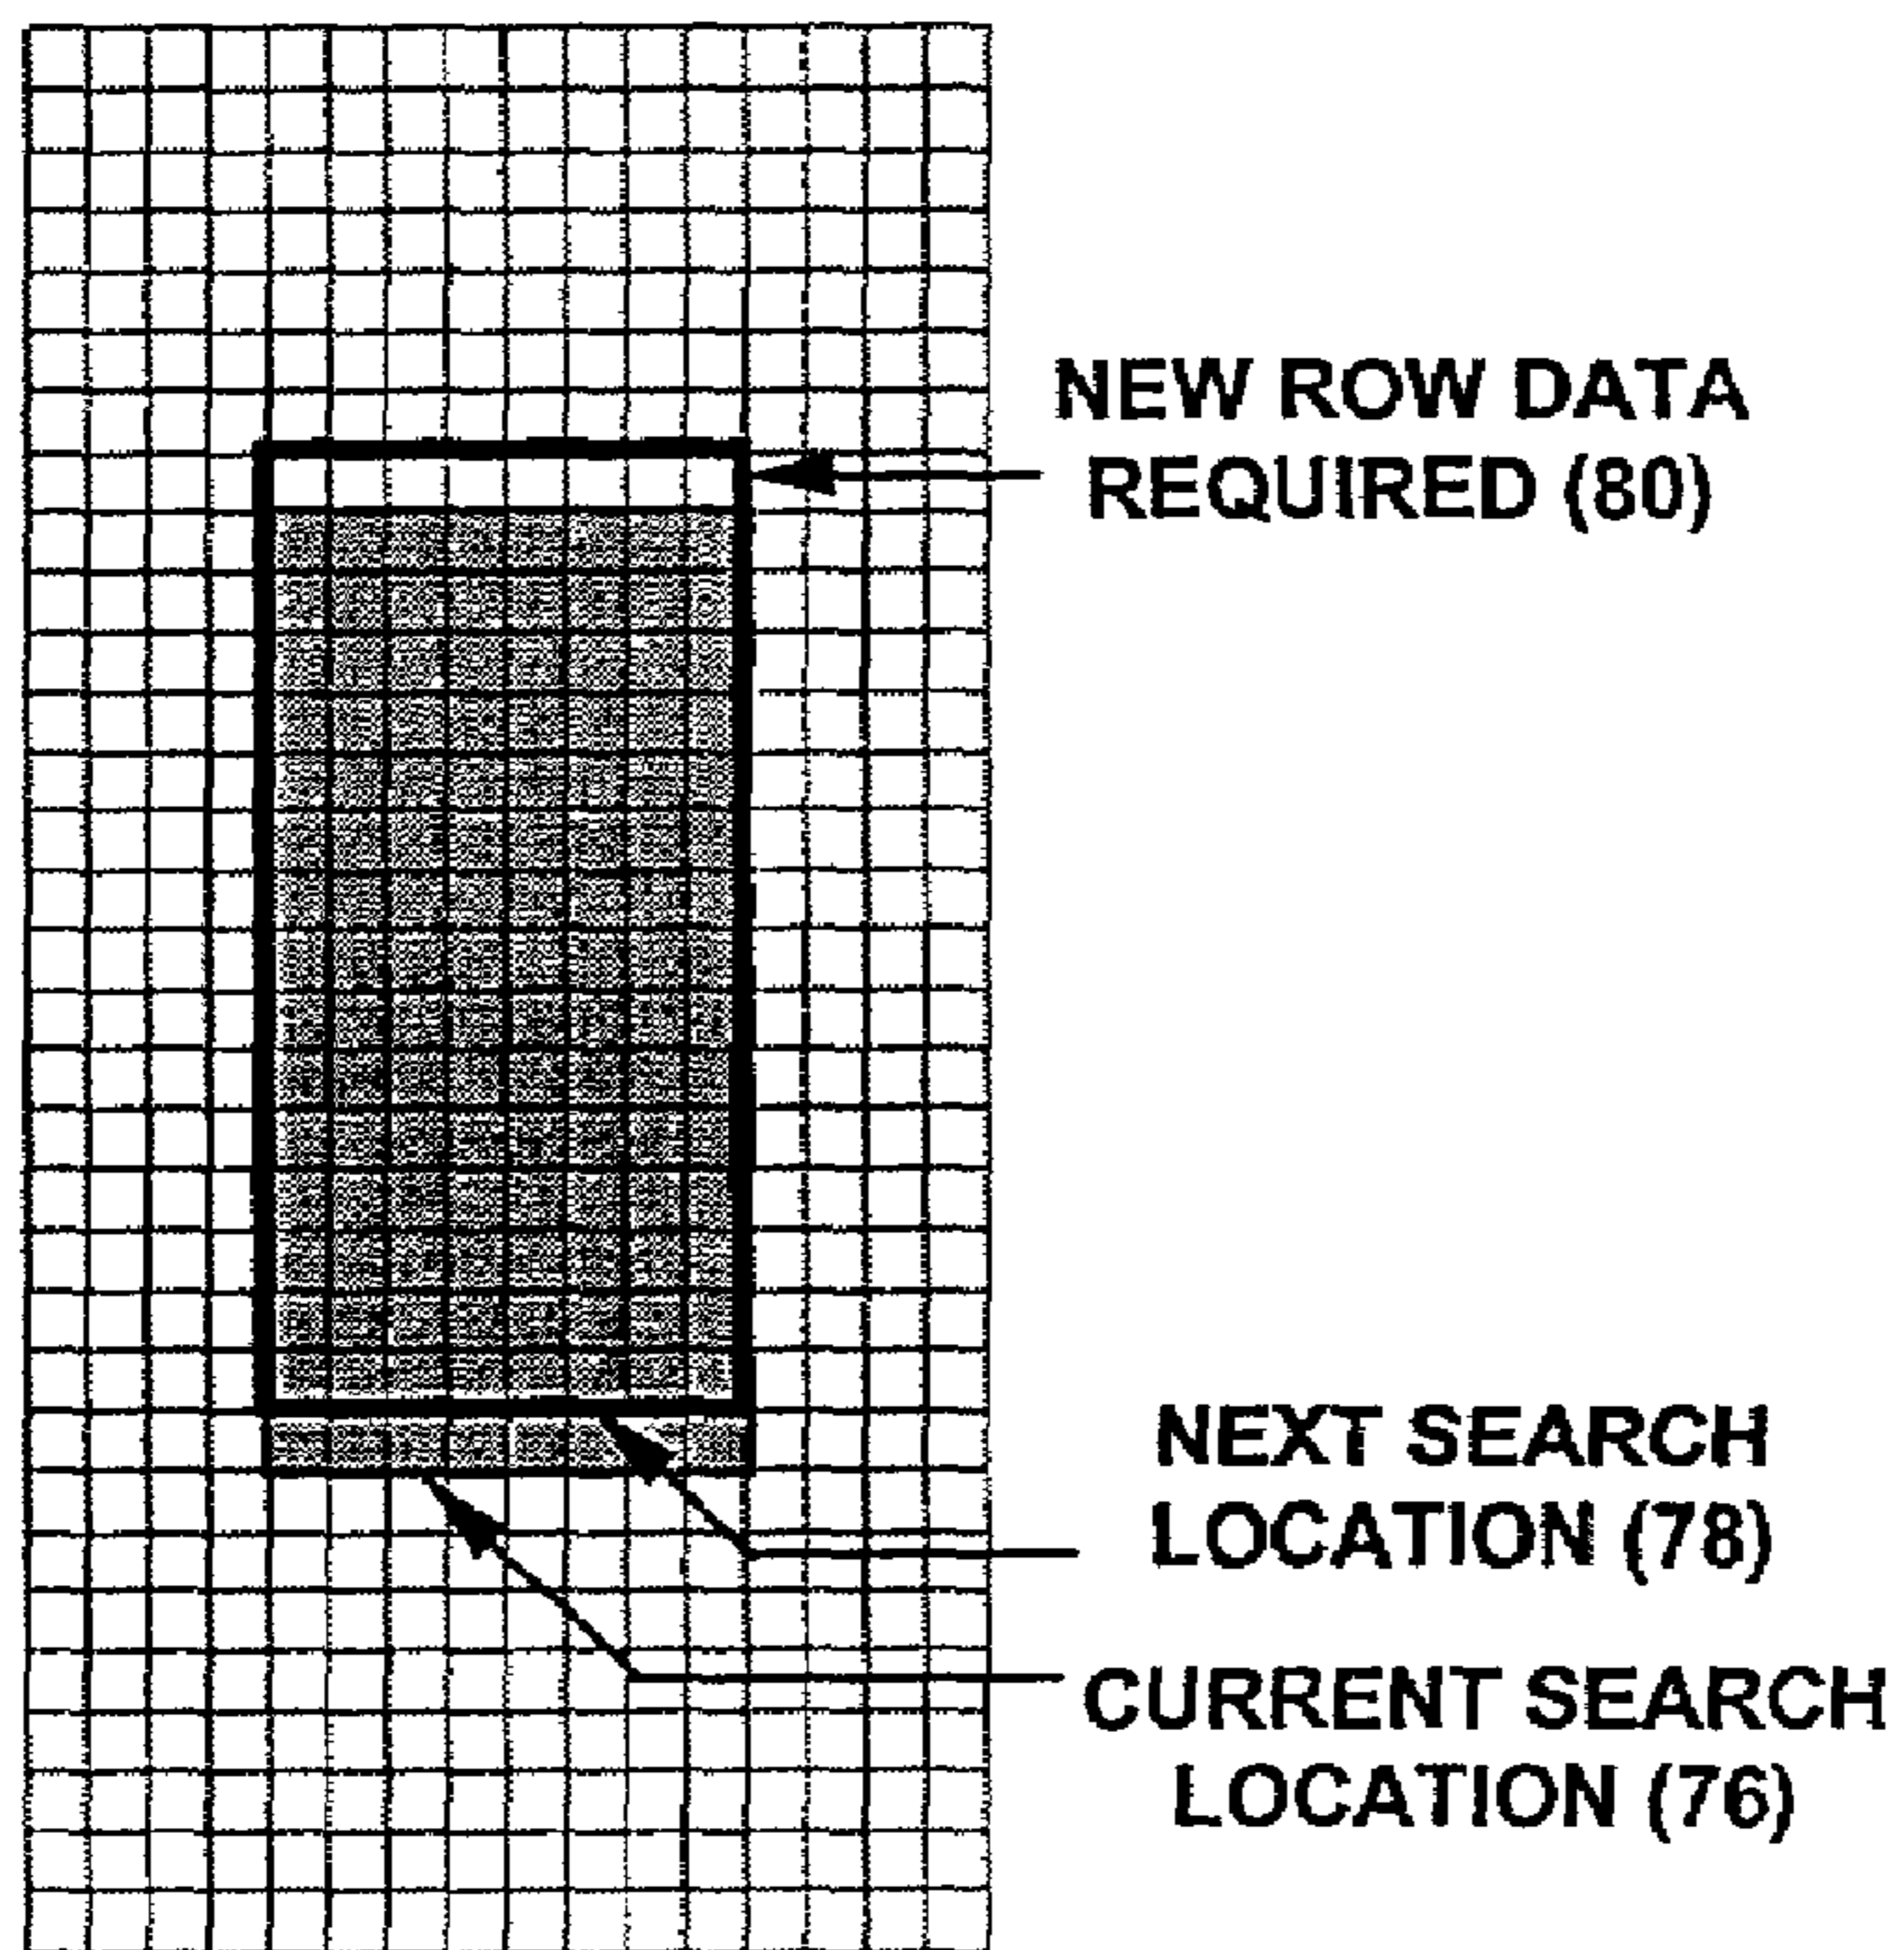 NEW ROW DATA
REQUIRED (80)
NEXT SEARCH
LOCATION (78)
CURRENT SEARCH
LOCATION (76)